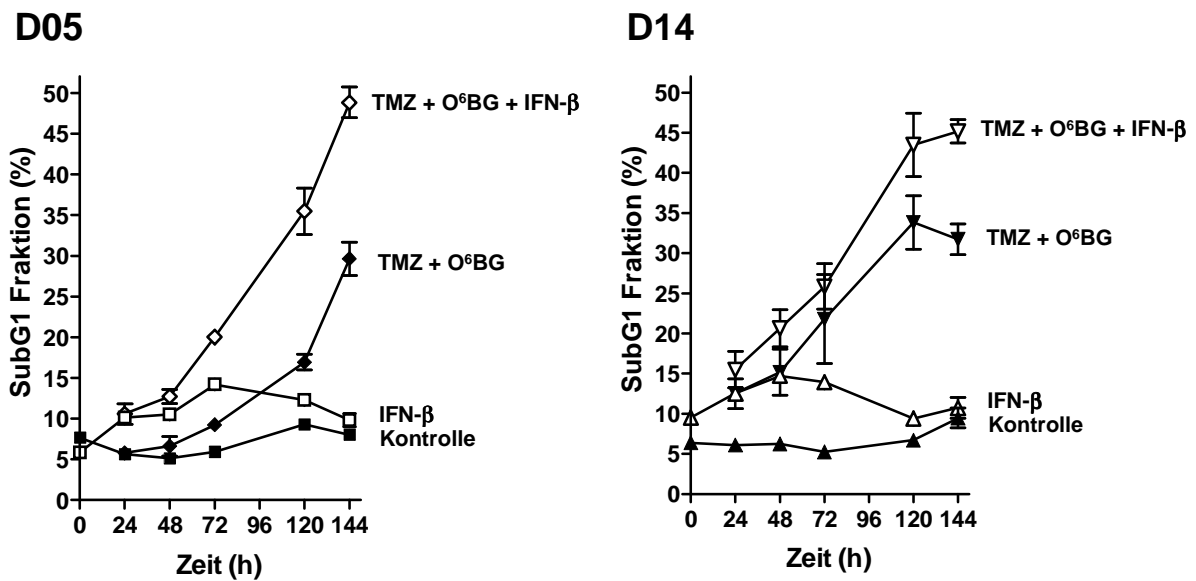 D05
SubG1 Fraktion (%)
50
45
40
35
30
25
20
15
10
5
0
0 24 48 72 96 120 144
Zeit (h)
TMZ + O⁶BG + IFN-β
TMZ + O⁶BG
IFN-β
Kontrolle
D14
SubG1 Fraktion (%)
50
45
40
35
30
25
20
15
10
5
0
0 24 48 72 96 120 144
Zeit (h)
TMZ + O⁶BG + IFN-β
TMZ + O⁶BG
IFN-β
Kontrolle